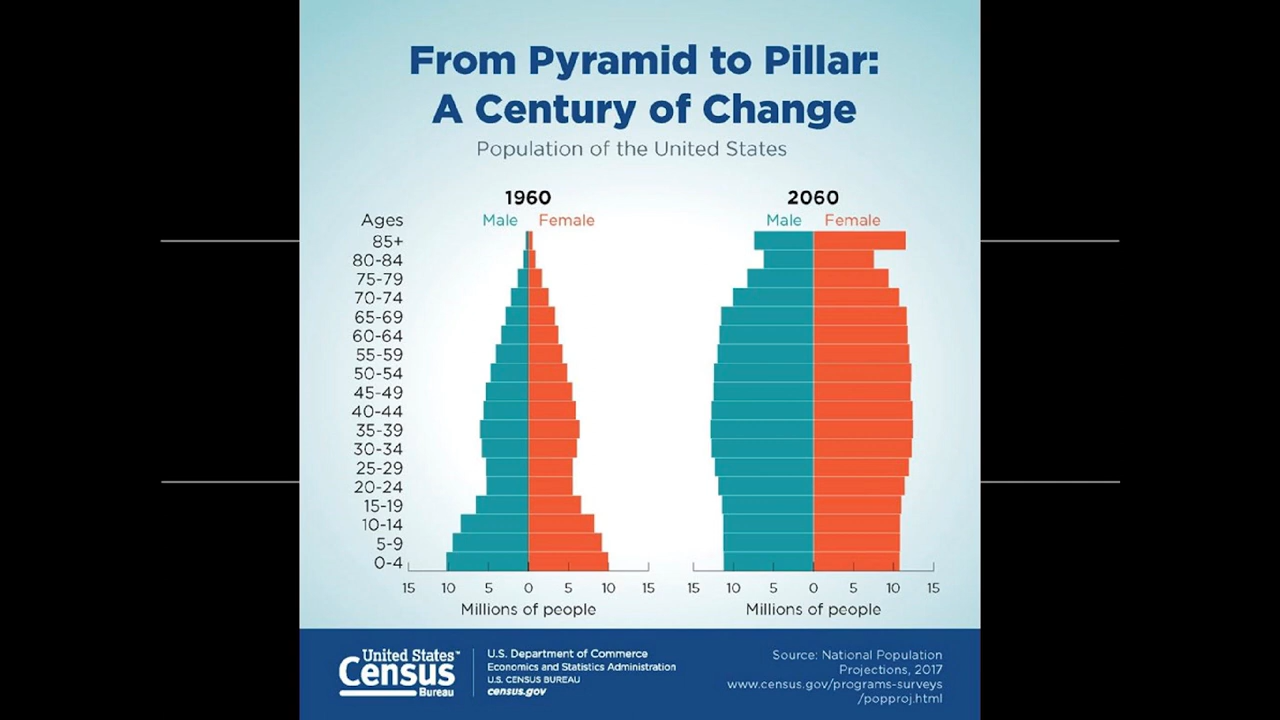 From Pyramid to Pillar:
A Century of Change
Population of the United States
1960
Male Female
2060
Male Female
Ages
85+
80-84
75-79
70-74
65-69
60-64
55-59
50-54
45-49
40-44
35-39
30-34
25-29
20-24
15-19
10-14
5-9
0-4
15 10 5 0 5 10 15
Millions of people
15 10 5 0 5 10 15
Millions of people
United States™
Census
Bureau
U.S. Department of Commerce
Economics and Statistics Administration
U.S. CENSUS BUREAU
census.gov
Source: National Population
Projections, 2017
www.census.gov/programs-surveys
/popproj.html